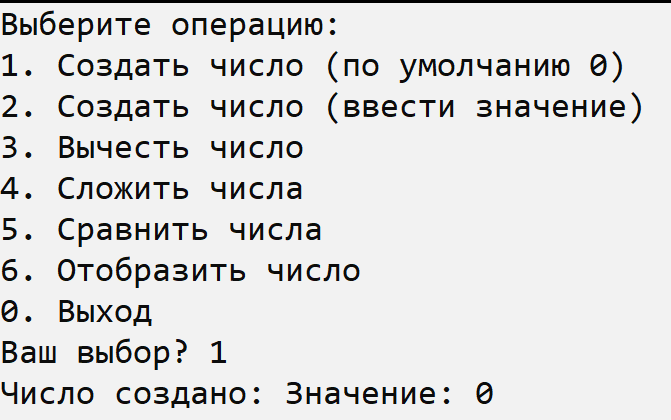 Выберите операцию:
1. Создать число (по умолчанию 0)
2. Создать число (ввести значение)
3. Вычесть число
4. Сложить числа
5. Сравнить числа
6. Отобразить число
0. Выход
Ваш выбор? 1
Число создано: Значение: 0